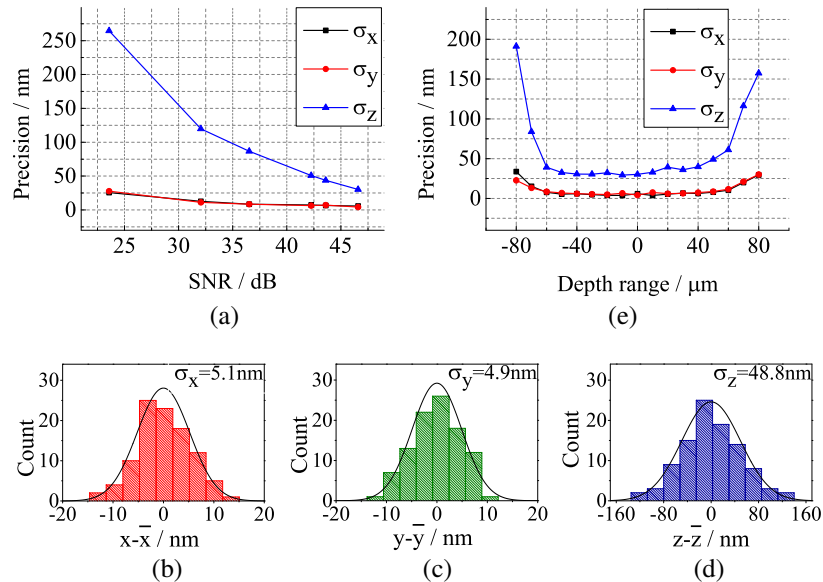 σx
σy
σz
250
200
150
100
50
0
Precision / nm
25 30 35 40 45
SNR / dB
(a)
σx
σy
σz
200
150
100
50
0
Precision / nm
-80 -40 0 40 80
Depth range / μm
(e)
σx=5.1nm
30
20
10
0
Count
-20 -10 0 10 20
x-x̅ / nm
(b)
σy=4.9nm
30
20
10
0
Count
-20 -10 0 10 20
y-y̅ / nm
(c)
σz=48.8nm
30
20
10
0
Count
-160 -80 0 80 160
z-z̅ / nm
(d)